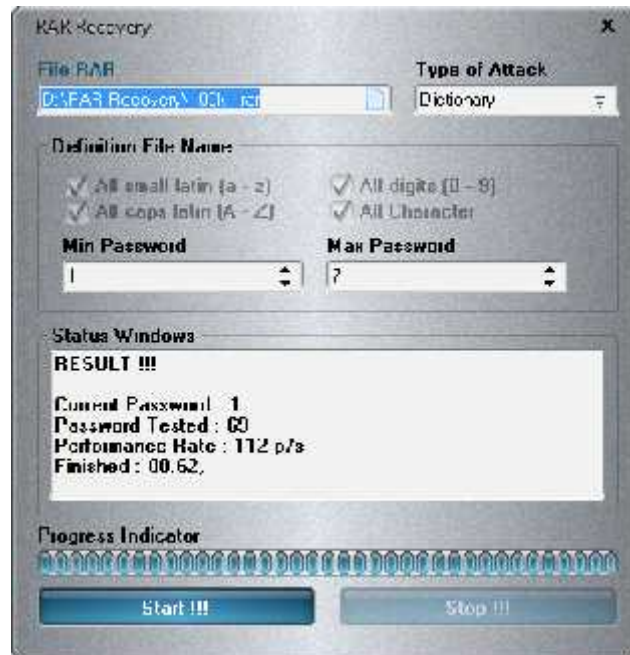 RAR Recovery
File RAR
Type of Attack
Dictionary
Definition File Name
All small latin (a - z)
All digits (0 - 9)
All caps latin (A - Z)
All Character
Min Password
Max Password
1
7
Status Windows
RESULT !!!
Current Password : 1
Password Tested : 69
Performance Rate : 112 p/s
Finished : 00.62,
Progress Indicator
Start !!!
Stop !!!